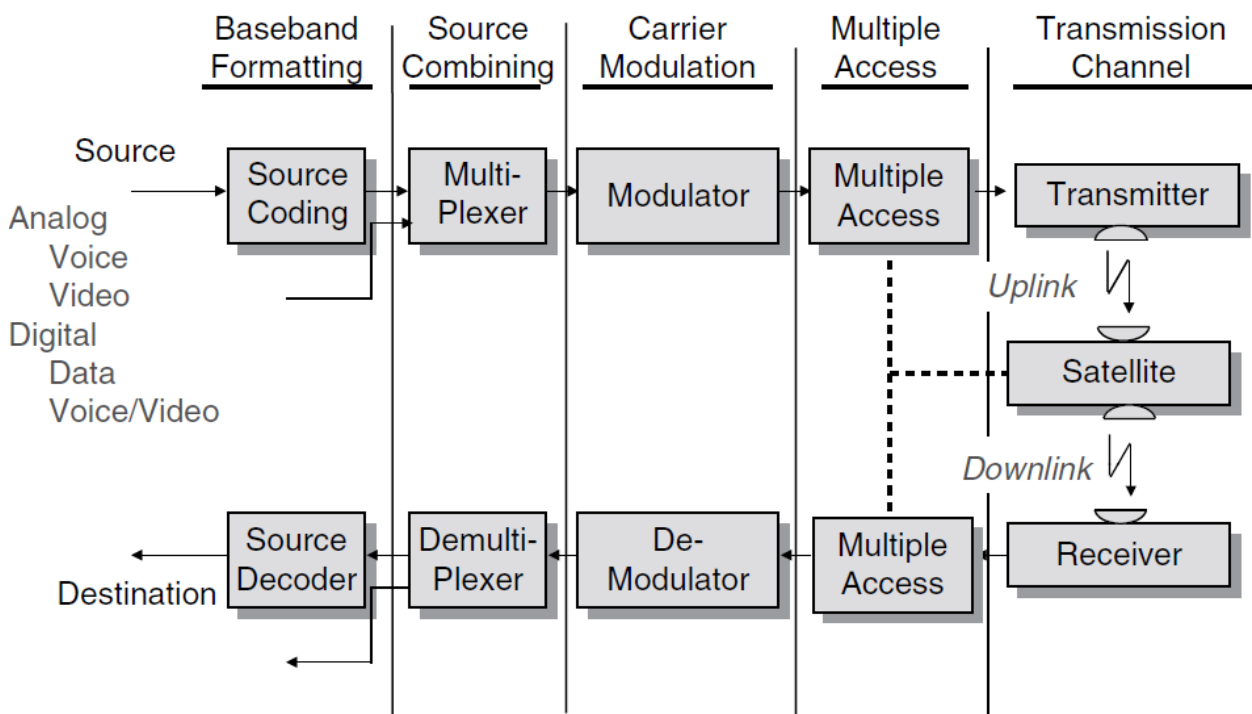 Baseband
Formatting
Source
Combining
Carrier
Modulation
Multiple
Access
Transmission
Channel
Source
Analog
Voice
Video
Digital
Data
Voice/Video
Source
Coding
Multi-
Plexer
Modulator
Multiple
Access
Transmitter
Uplink
Satellite
Downlink
Destination
Source
Decoder
Demulti-
Plexer
De-
Modulator
Multiple
Access
Receiver